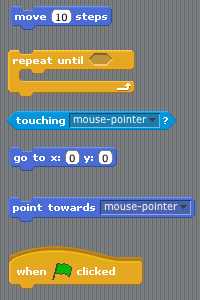 move 10 steps
repeat until
touching mouse-pointer ?
go to x: 0 y: 0
point towards mouse-pointer
when clicked